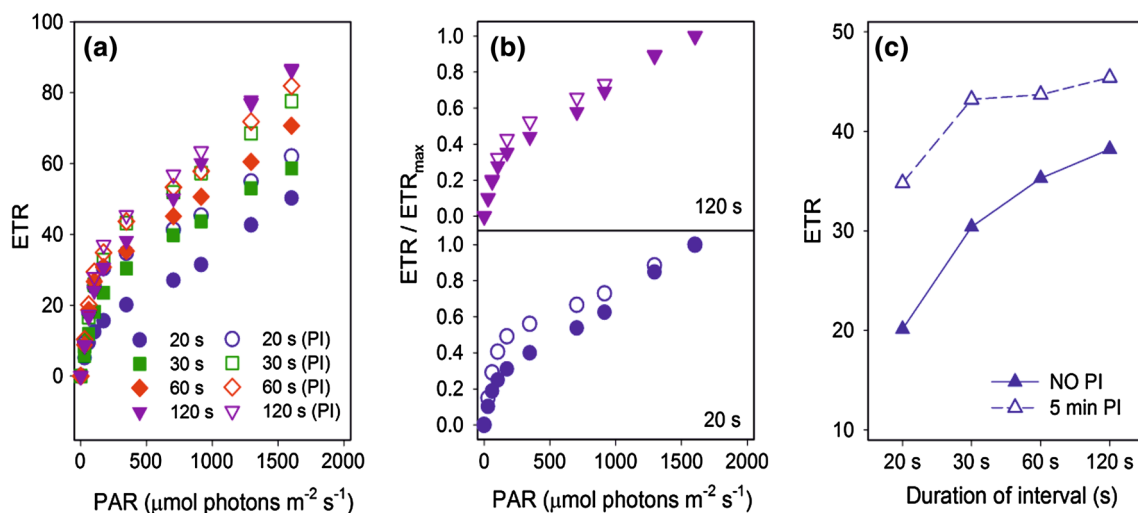 (a)
ETR
100
80
60
40
20
0
20 s
20 s (PI)
30 s
30 s (PI)
60 s
60 s (PI)
120 s
120 s (PI)
0 500 1000 1500 2000
PAR (μmol photons m⁻² s⁻¹)
(b)
ETR / ETRmax
1.0
0.8
0.6
0.4
0.2
0.0
120 s
1.0
0.8
0.6
0.4
0.2
0.0
20 s
0 500 1000 1500 2000
PAR (μmol photons m⁻² s⁻¹)
(c)
ETR
50
40
30
20
10
NO PI
5 min PI
20 s 30 s 60 s 120 s
Duration of interval (s)